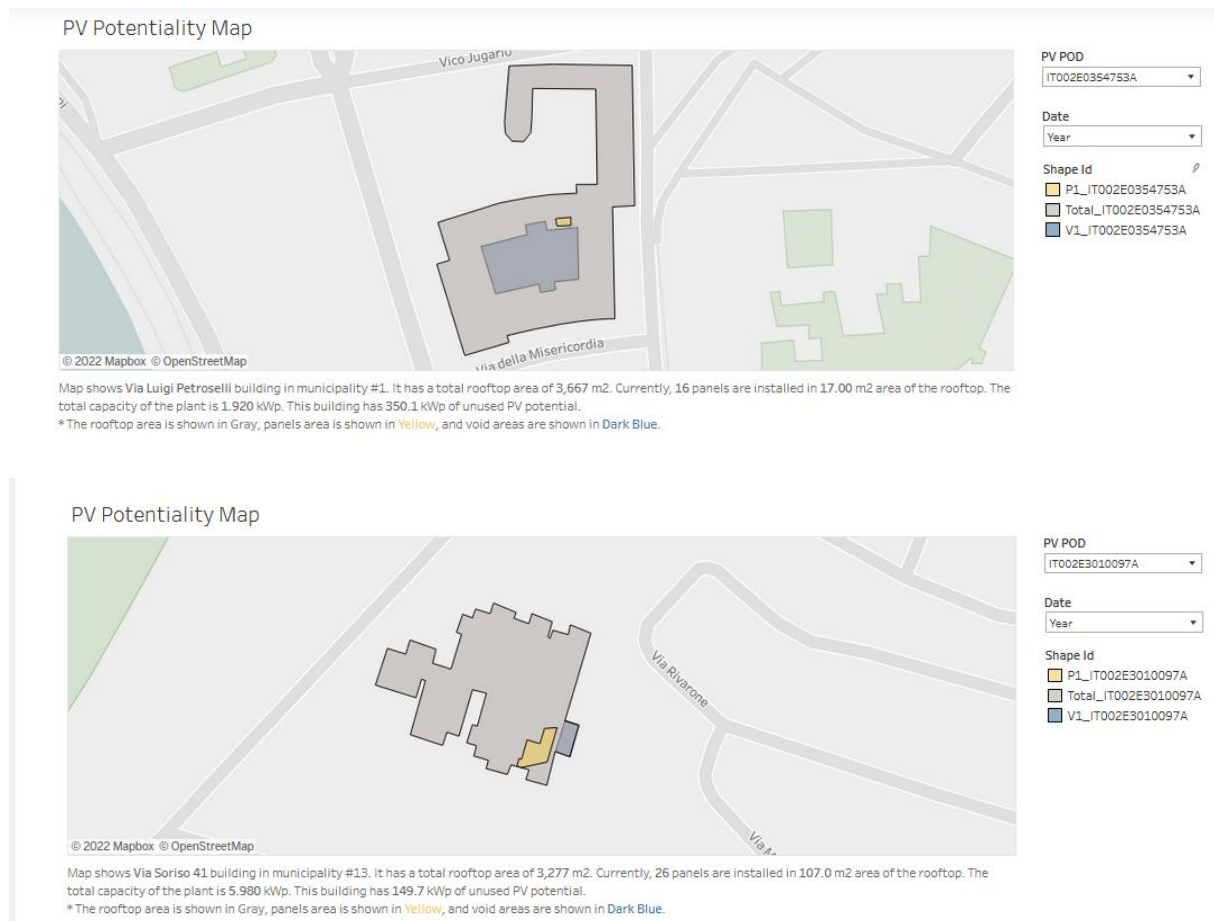 PV Potentiality Map
Vico Jugario
Via della Misericordia
© 2022 Mapbox © OpenStreetMap
PV POD
IT002E0354753A
Date
Year
Shape Id
P1_IT002E0354753A
Total_IT002E0354753A
V1_IT002E0354753A
Map shows Via Luigi Petroselli building in municipality #1. It has a total rooftop area of 3,667 m2. Currently, 16 panels are installed in 17.00 m2 area of the rooftop. The
total capacity of the plant is 1.920 kWp. This building has 350.1 kWp of unused PV potential.
* The rooftop area is shown in Gray, panels area is shown in Yellow, and void areas are shown in Dark Blue.
PV Potentiality Map
Via Rivarone
© 2022 Mapbox © OpenStreetMap
PV POD
IT002E3010097A
Date
Year
Shape Id
P1_IT002E3010097A
Total_IT002E3010097A
V1_IT002E3010097A
Map shows Via Soriso 41 building in municipality #13. It has a total rooftop area of 3,277 m2. Currently, 26 panels are installed in 107.0 m2 area of the rooftop. The
total capacity of the plant is 5.980 kWp. This building has 149.7 kWp of unused PV potential.
* The rooftop area is shown in Gray, panels area is shown in Yellow, and void areas are shown in Dark Blue.